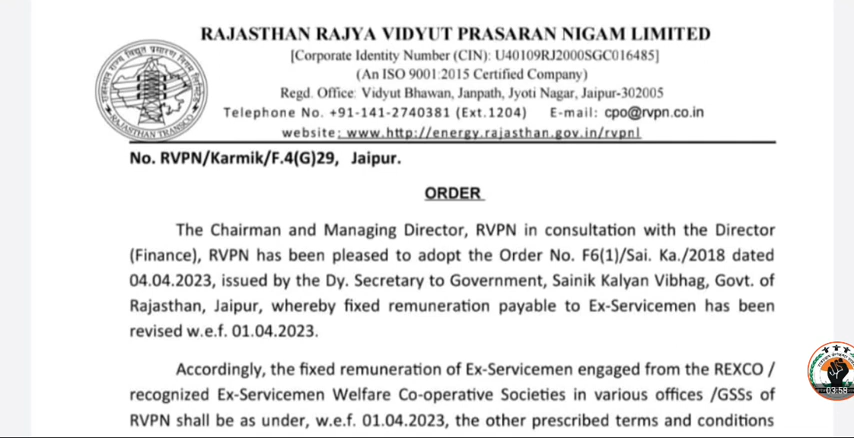 RAJASTHAN RAJYA VIDYUT PRASARAN NIGAM LIMITED
[Corporate Identity Number (CIN): U40109RJ2000SGC016485]
(An ISO 9001:2015 Certified Company)
Regd. Office: Vidyut Bhawan, Janpath, Jyoti Nagar, Jaipur-302005
Telephone No. +91-141-2740381 (Ext.1204) E-mail: cpo@rvpn.co.in
website: www.http://energy.rajasthan.gov.in/rvpnl
RAJASTHAN TRANSCO
No. RVPN/Karmik/F.4(G)29, Jaipur.
ORDER
The Chairman and Managing Director, RVPN in consultation with the Director
(Finance), RVPN has been pleased to adopt the Order No. F6(1)/Sai. Ka./2018 dated
04.04.2023, issued by the Dy. Secretary to Government, Sainik Kalyan Vibhag, Govt. of
Rajasthan, Jaipur, whereby fixed remuneration payable to Ex-Servicemen has been
revised w.e.f. 01.04.2023.
Accordingly, the fixed remuneration of Ex-Servicemen engaged from the REXCO /
recognized Ex-Servicemen Welfare Co-operative Societies in various offices /GSSs of
RVPN shall be as under, w.e.f. 01.04.2023, the other prescribed terms and conditions
03:58